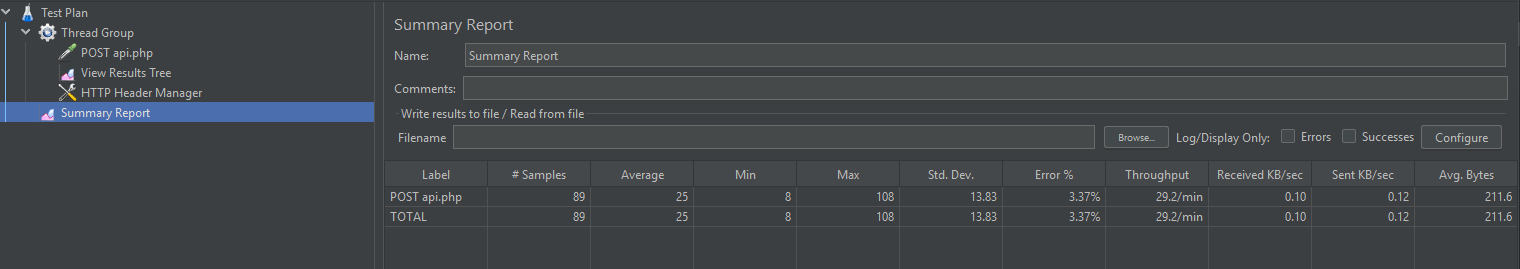 Test Plan
Thread Group
POST api.php
View Results Tree
HTTP Header Manager
Summary Report
Summary Report
Name: Summary Report
Comments:
Write results to file / Read from file
Filename Browse... Log/Display Only: Errors Successes Configure
Label # Samples Average Min Max Std. Dev. Error % Throughput Received KB/sec Sent KB/sec Avg. Bytes
POST api.php 89 25 8 108 13.83 3.37% 29.2/min 0.10 0.12 211.6
TOTAL 89 25 8 108 13.83 3.37% 29.2/min 0.10 0.12 211.6